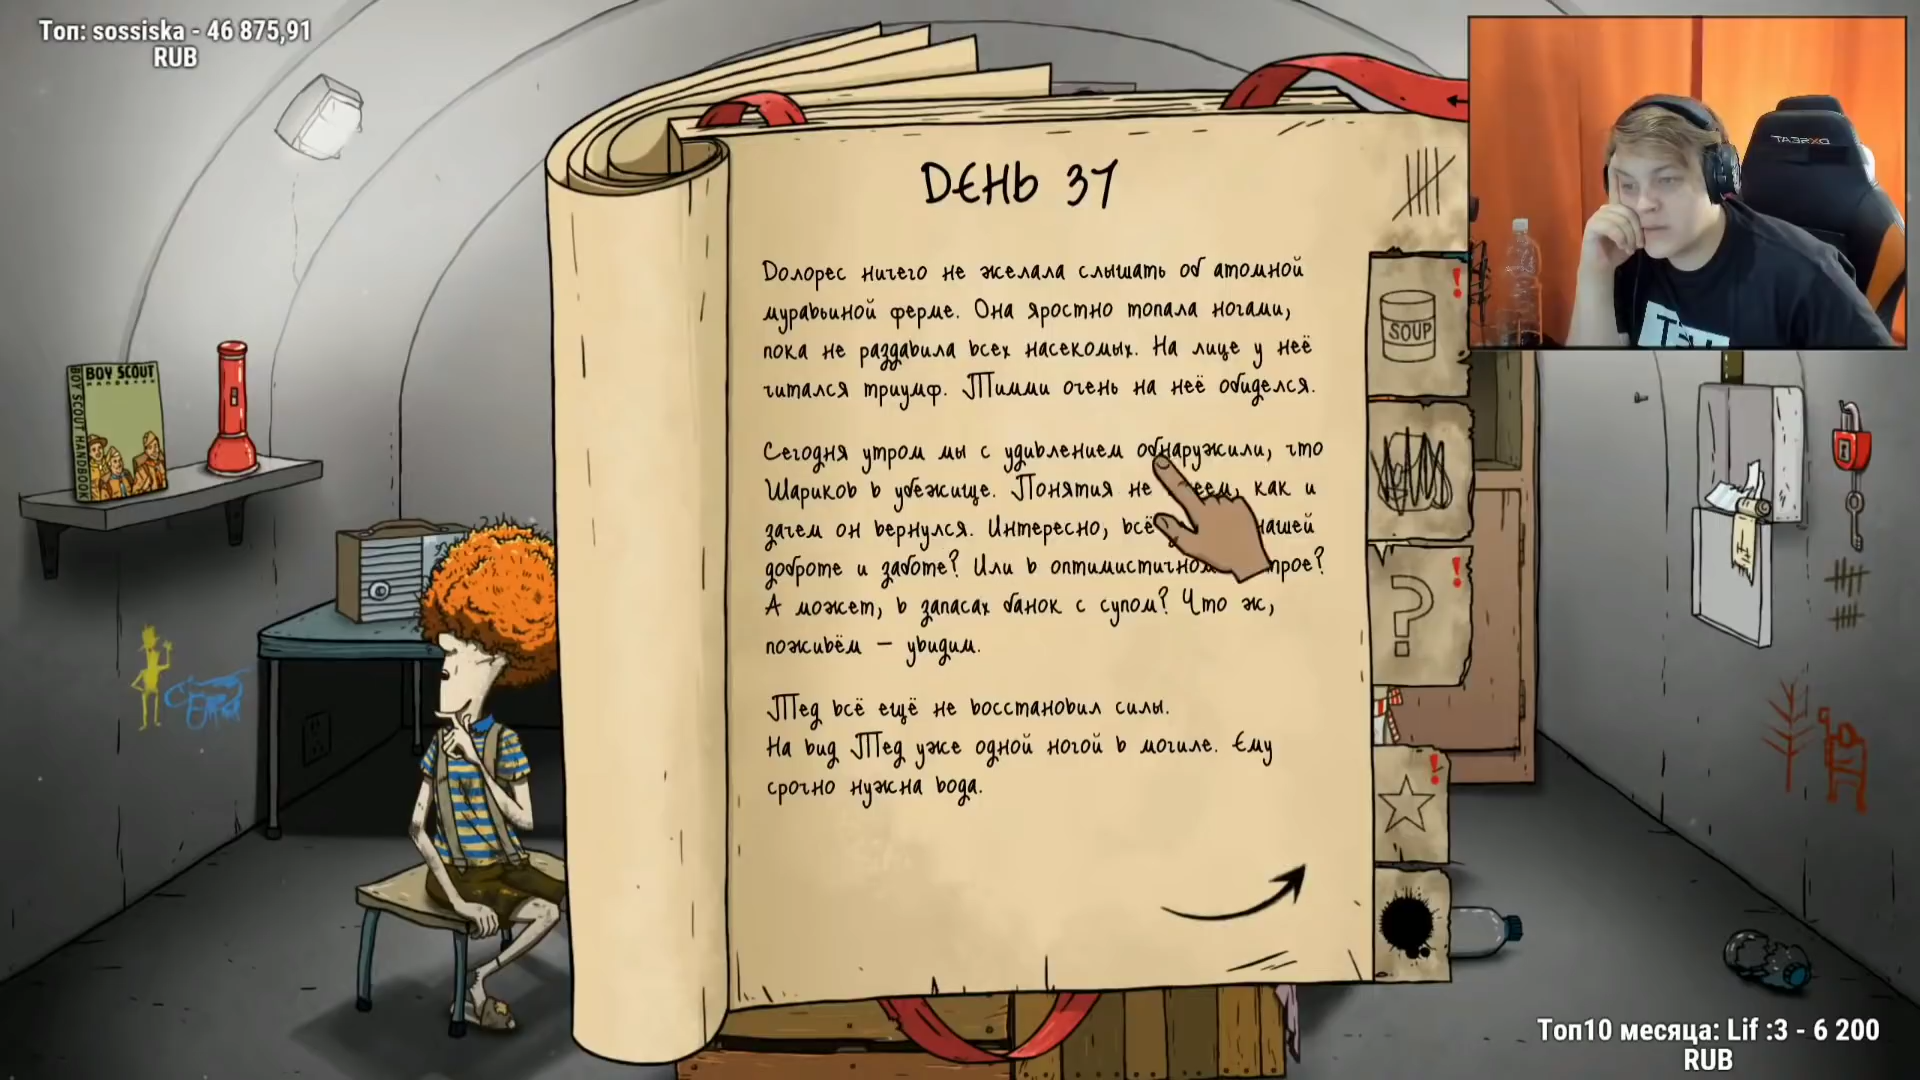 Топ: sossiska - 46 875,91
RUB
DXRACER
BOY SCOUT
BOY SCOUT HANDBOOK
SOUP
ДЕНЬ 37
Долорес ничего не желала слышать об атомной
муравьиной ферме. Она яростно топала ногами,
пока не раздавила всех насекомых. На лице у неё
читался триумф. Тимми очень на неё обиделся.
Сегодня утром мы с удивлением обнаружили, что
Шариков в убежище. Понятия не как и
зачем он вернулся. Интересно, всё нашей
доброте и заботе? Или в
А может, в запасах банок с супом? Что ж,
поживём — увидим.
Тед всё ещё не восстановил силы.
На вид Тед уже одной ногой в могиле. Ему
срочно нужна вода.
Топ10 месяца: Lif :3 - 6 200
RUB